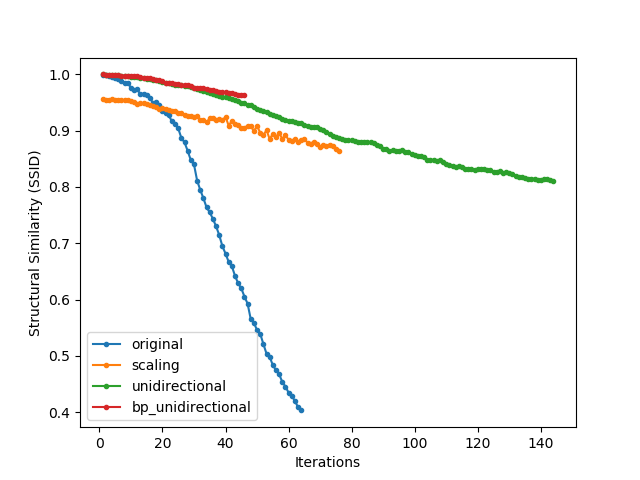 1.0
0.9
0.8
0.7
0.6
0.5
0.4
Structural Similarity (SSID)
original
scaling
unidirectional
bp_unidirectional
0 20 40 60 80 100 120 140
Iterations